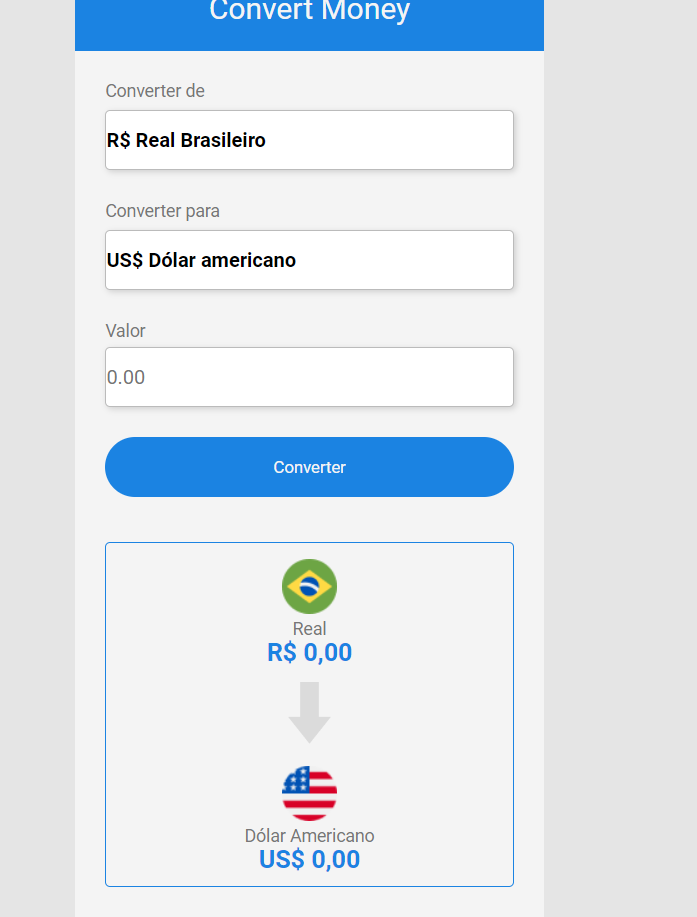 Convert Money
Converter de
R$ Real Brasileiro
Converter para
US$ Dólar americano
Valor
0.00
Converter
Real
R$ 0,00
Dólar Americano
US$ 0,00